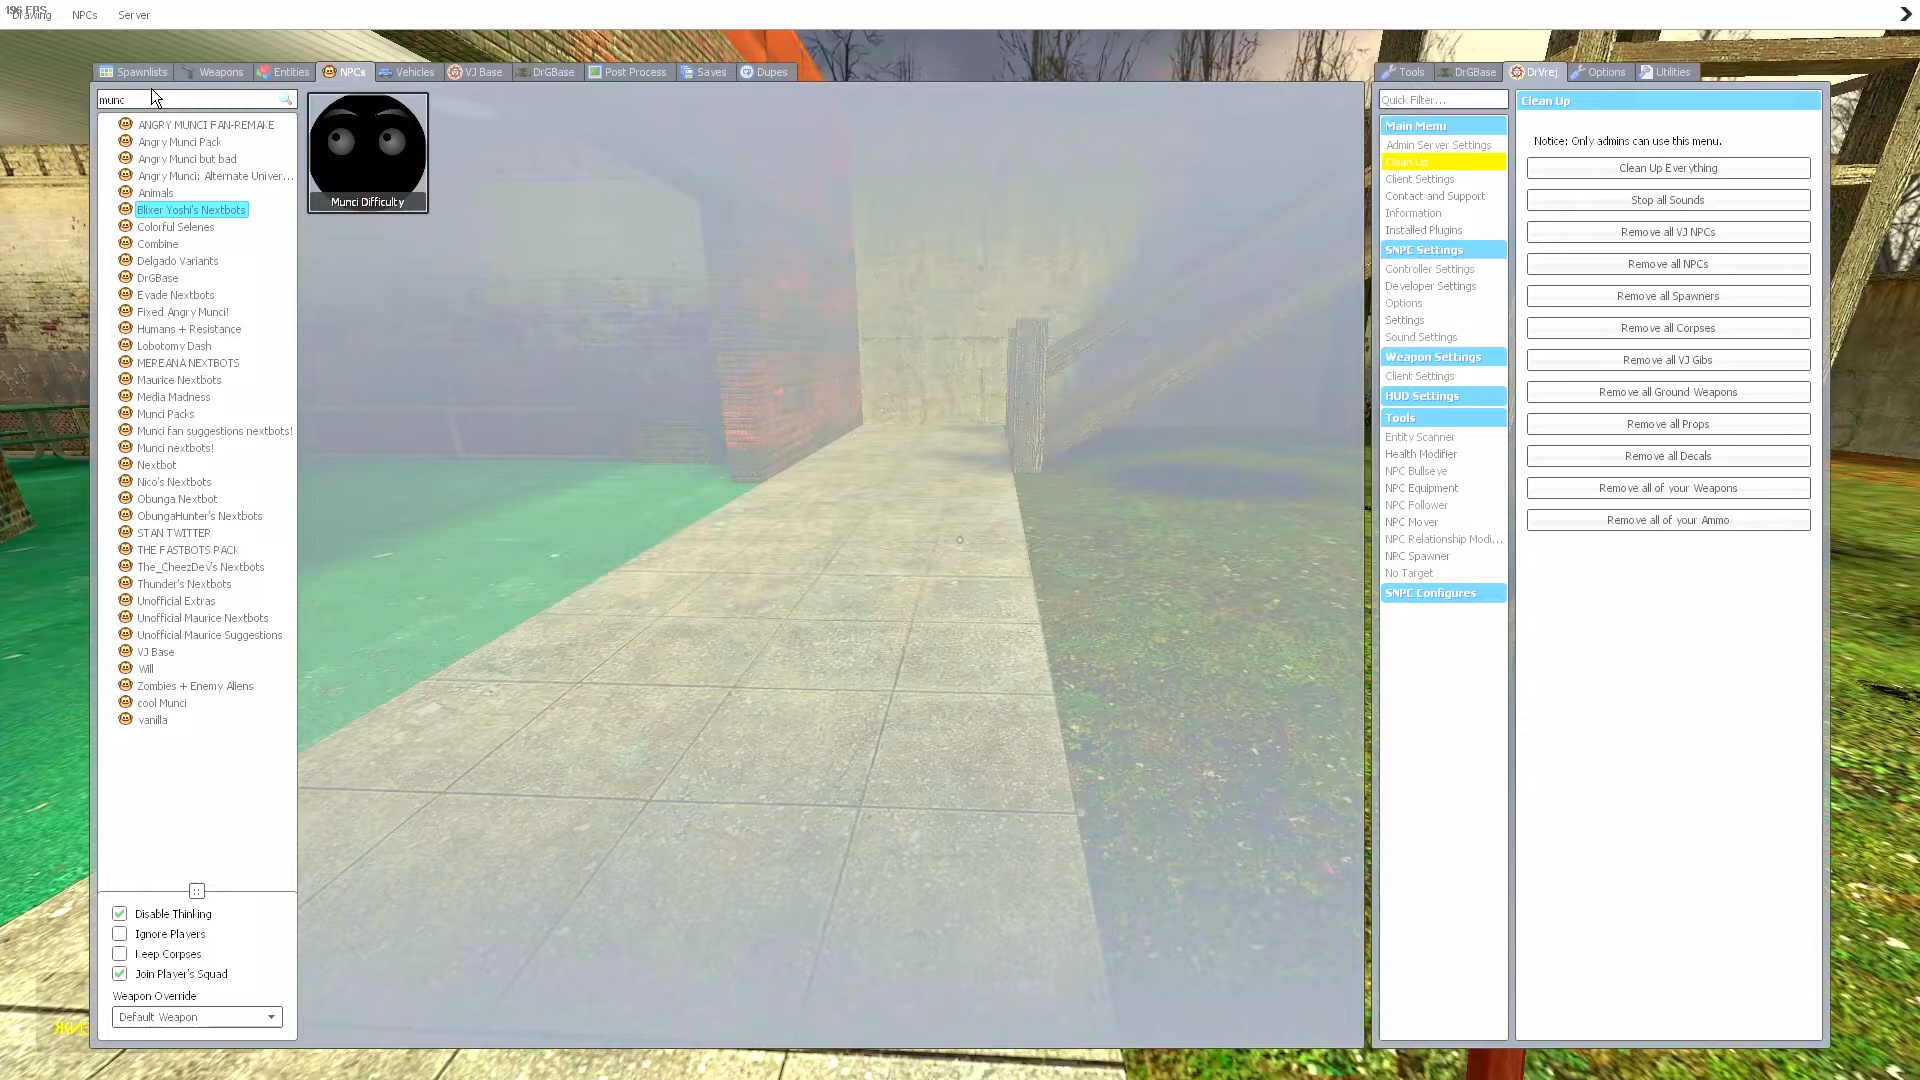 196 FPS
Drawing NPCs Server
Spawnlists Weapons Entities NPCs Vehicles VJ Base DrGBase Post Process Saves Dupes
munc
ANGRY MUNCI FAN-REMAKE
Angry Munci Pack
Angry Munci but bad
Angry Munci: Alternate Univer...
Animals
Blixer Yoshi's Nextbots
Colorful Selenes
Combine
Delgado Variants
DrGBase
Evade Nextbots
Fixed Angry Munci!
Humans + Resistance
Lobotomy Dash
MEREANA NEXTBOTS
Maurice Nextbots
Media Madness
Munci Packs
Munci fan suggestions nextbots!
Munci nextbots!
Nextbot
Nico's Nextbots
Obunga Nextbot
ObungaHunter's Nextbots
STAN TWITTER
THE FASTBOTS PACK
The_CheezDev's Nextbots
Thunder's Nextbots
Unofficial Extras
Unofficial Maurice Nextbots
Unofficial Maurice Suggestions
VJ Base
Will
Zombies + Enemy Aliens
cool Munci
vanilla
Disable Thinking
Ignore Players
Keep Corpses
Join Player's Squad
Weapon Override
Default Weapon
Munci Difficulty
Tools DrGBase DrVrej Options Utilities
Quick Filter...
Main Menu
Admin Server Settings
Clean Up
Client Settings
Contact and Support
Information
Installed Plugins
SNPC Settings
Controller Settings
Developer Settings
Options
Settings
Sound Settings
Weapon Settings
Client Settings
HUD Settings
Tools
Entity Scanner
Health Modifier
NPC Bullseye
NPC Equipment
NPC Follower
NPC Mover
NPC Relationship Modi...
NPC Spawner
No Target
SNPC Configures
Clean Up
Notice: Only admins can use this menu.
Clean Up Everything
Stop all Sounds
Remove all VJ NPCs
Remove all NPCs
Remove all Spawners
Remove all Corpses
Remove all VJ Gibs
Remove all Ground Weapons
Remove all Props
Remove all Decals
Remove all of your Weapons
Remove all of your Ammo